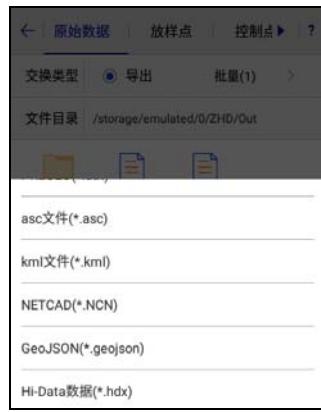 原始数据 放样点 控制点 ?
交换类型 导出 批量(1)
文件目录 /storage/emulated/0/ZHD/Out
asc文件(*.asc)
kml文件(*.kml)
NETCAD(*.NCN)
GeoJSON(*.geojson)
Hi-Data数据(*.hdx)